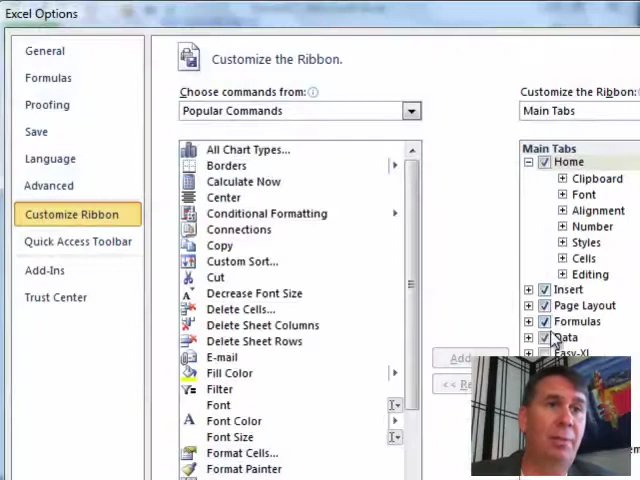 Excel Options
General
Formulas
Proofing
Save
Language
Advanced
Customize Ribbon
Quick Access Toolbar
Add-Ins
Trust Center
Customize the Ribbon.
Choose commands from:
Popular Commands
All Chart Types...
Borders
Calculate Now
Center
Conditional Formatting
Connections
Copy
Custom Sort...
Cut
Decrease Font Size
Delete Cells...
Delete Sheet Columns
Delete Sheet Rows
E-mail
Fill Color
Filter
Font
Font Color
Font Size
Format Cells...
Format Painter
Add
<< Re
Customize the Ribbon:
Main Tabs
Main Tabs
Home
Clipboard
Font
Alignment
Number
Styles
Cells
Editing
Insert
Page Layout
Formulas
Data
Easy-XL